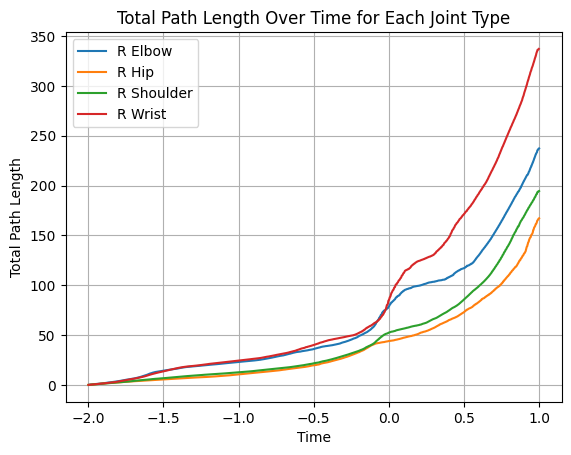 Total Path Length Over Time for Each Joint Type
R Elbow
R Hip
R Shoulder
R Wrist
Total Path Length
350
300
250
200
150
100
50
0
−2.0
−1.5
−1.0
−0.5
0.0
0.5
1.0
Time